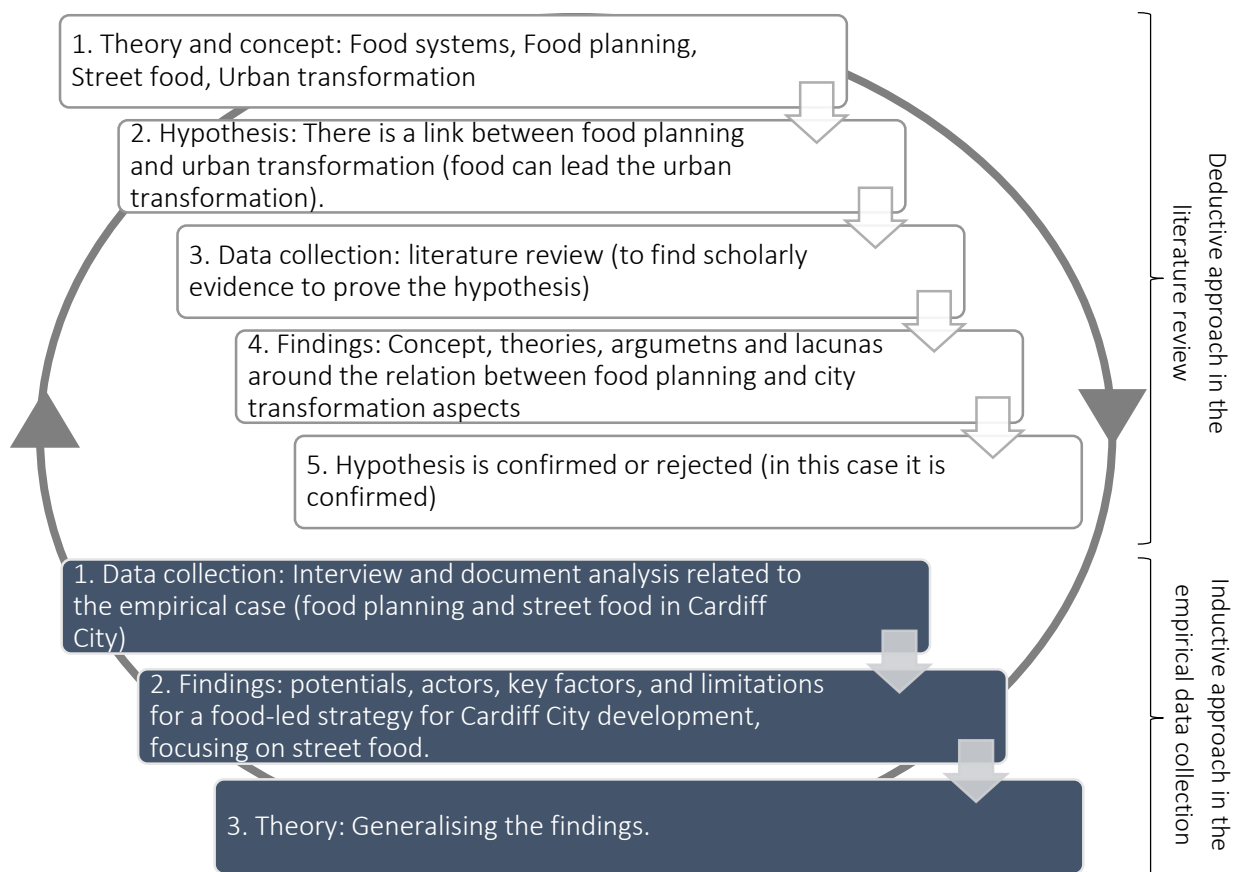 1. Theory and concept: Food systems, Food planning,
Street food, Urban transformation
2. Hypothesis: There is a link between food planning
and urban transformation (food can lead the urban
transformation).
3. Data collection: literature review (to find scholarly
evidence to prove the hypothesis)
4. Findings: Concept, theories, argumetns and lacunas
around the relation between food planning and city
transformation aspects
5. Hypothesis is confirmed or rejected (in this case it is
confirmed)
Deductive approach in the
literature review
1. Data collection: Interview and document analysis related to
the empirical case (food planning and street food in Cardiff
City)
2. Findings: potentials, actors, key factors, and limitations
for a food-led strategy for Cardiff City development,
focusing on street food.
3. Theory: Generalising the findings.
Inductive approach in the
empirical data collection